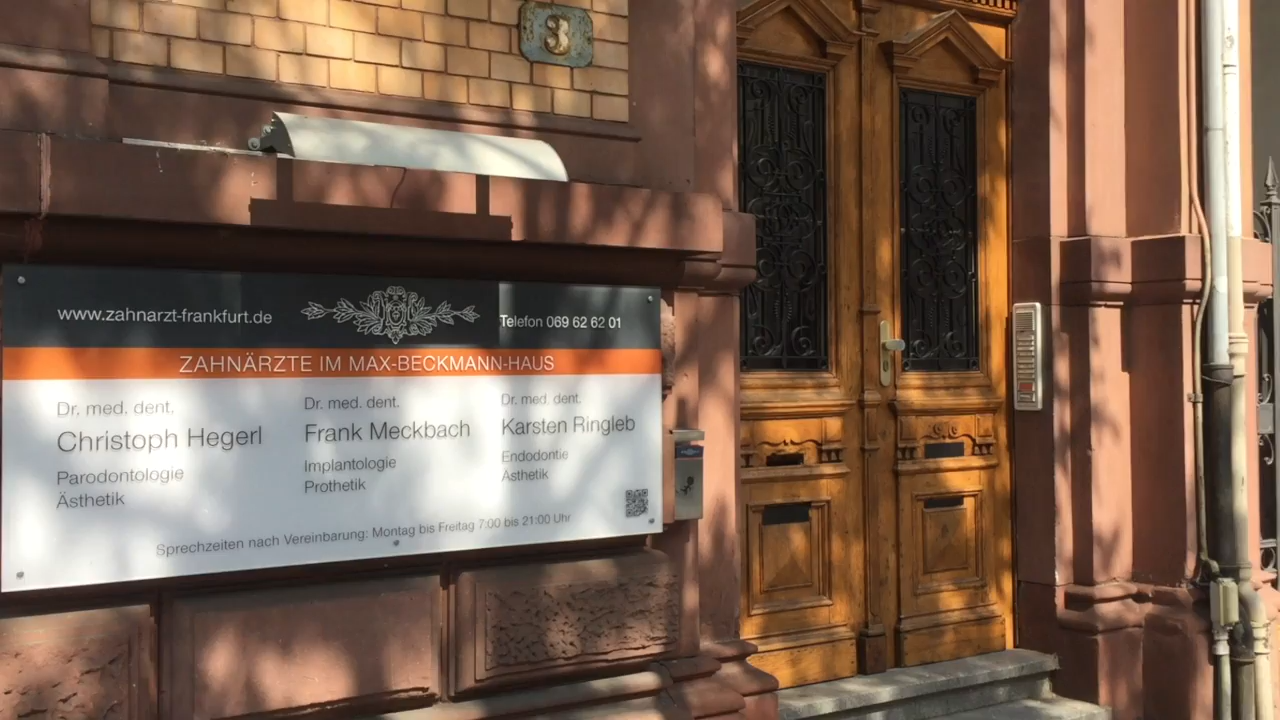 3
www.zahnarzt-frankfurt.de
Telefon 069 62 62 01
ZAHNÄRZTE IM MAX-BECKMANN-HAUS
Dr. med. dent.
Christoph Hegerl
Parodontologie
Ästhetik
Dr. med. dent.
Frank Meckbach
Implantologie
Prothetik
Dr. med. dent.
Karsten Ringleb
Endodontie
Ästhetik
Sprechzeiten nach Vereinbarung: Montag bis Freitag 7:00 bis 21:00 Uhr